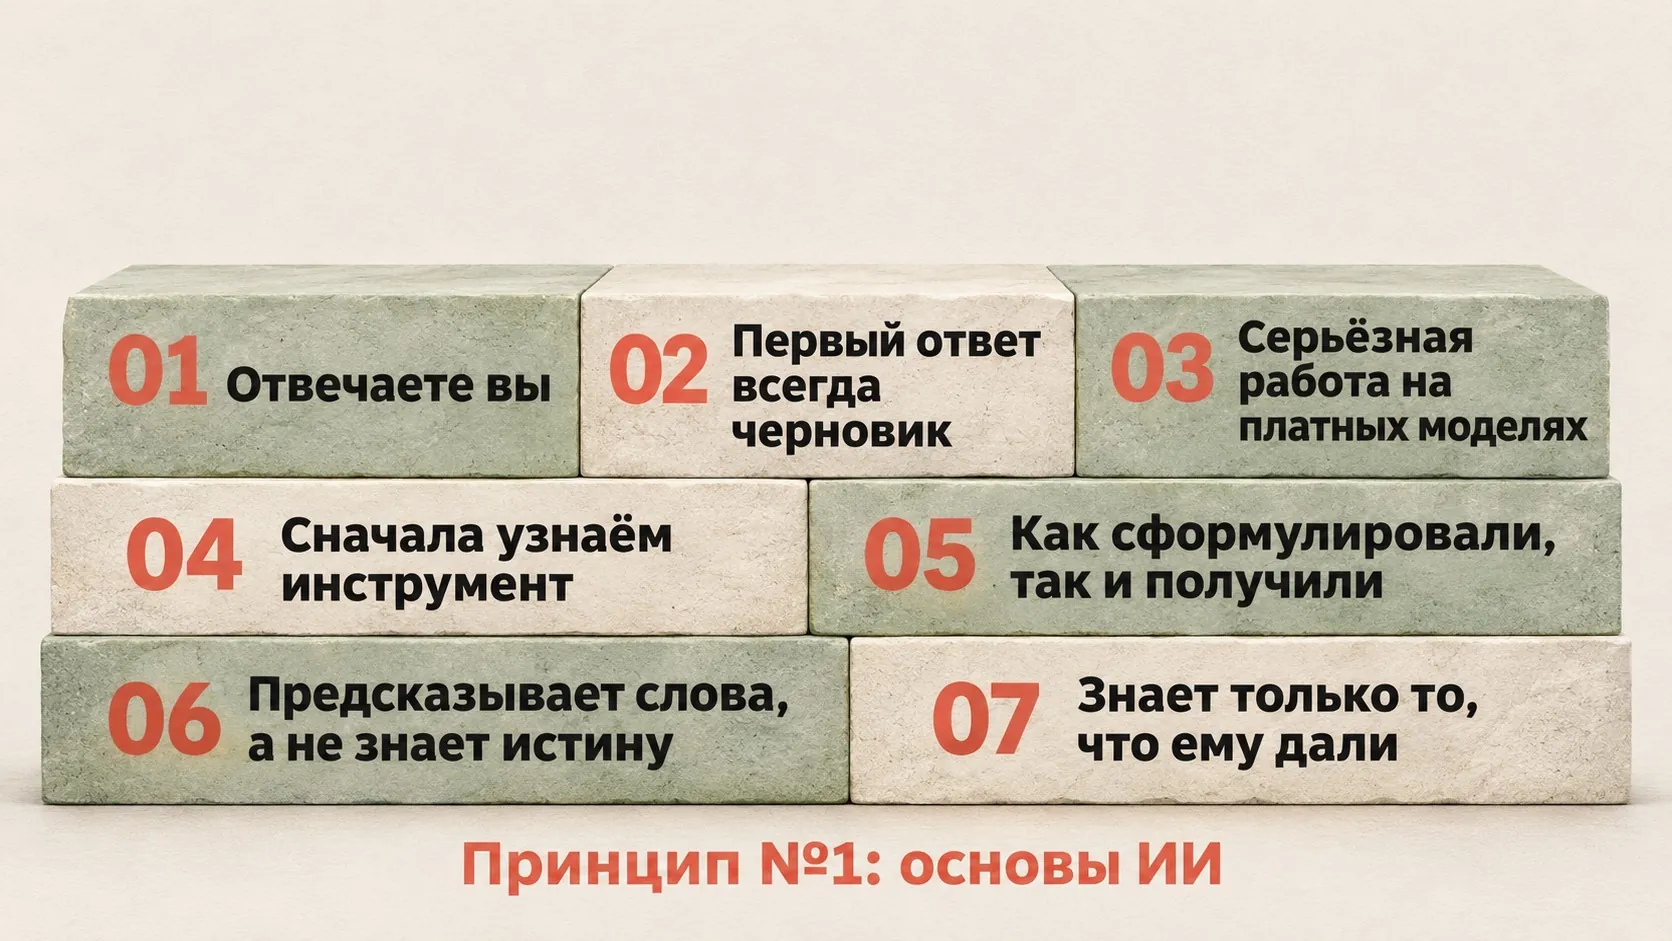 01 Отвечаете вы
02 Первый ответ
всегда
черновик
03 Серьёзная
работа на
платных моделях
04 Сначала узнаём
инструмент
05 Как сформулировали,
так и получили
06 Предсказывает слова,
а не знает истину
07 Знает только то,
что ему дали
Принцип №1: основы ИИ